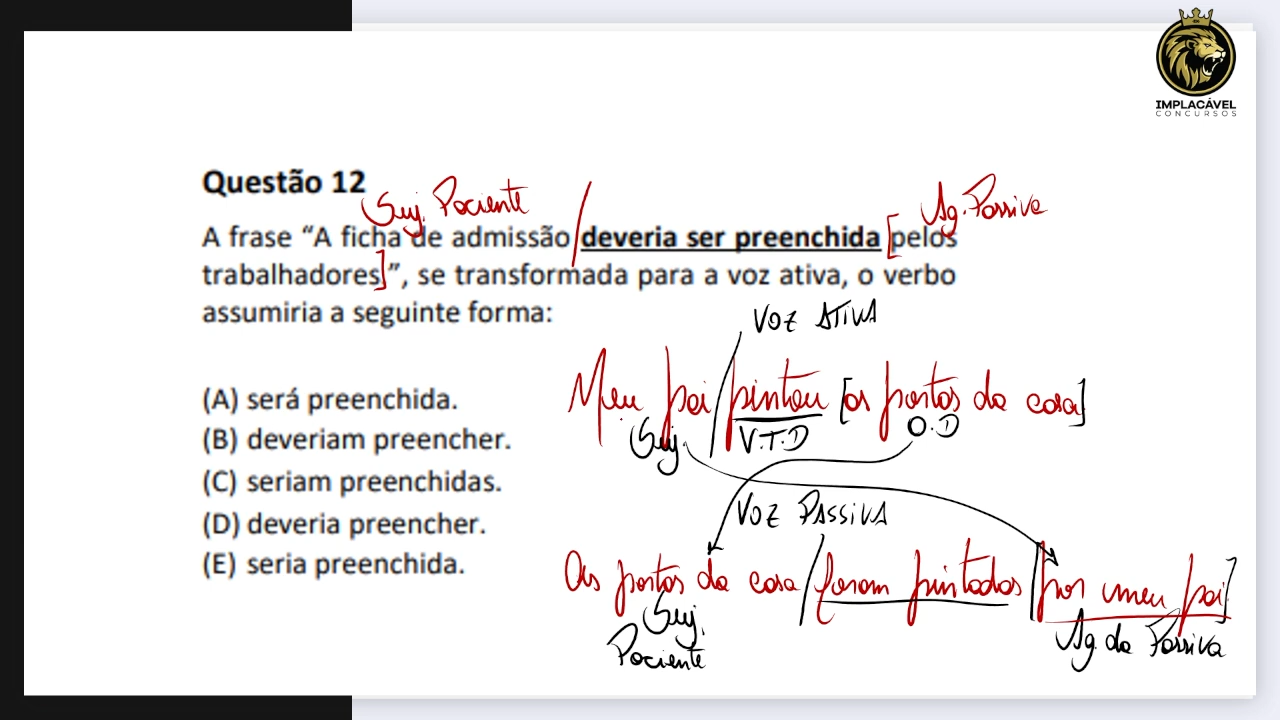 IMPLACÁVEL
CONCURSOS
Questão 12
Suj. Paciente
Ag. Passiva
A frase “A ficha de admissão / deveria ser preenchida [pelos
trabalhadores]”, se transformada para a voz ativa, o verbo
assumiria a seguinte forma:
VOZ ATIVA
(A) será preenchida.
(B) deveriam preencher.
(C) seriam preenchidas.
(D) deveria preencher.
(E) seria preenchida.
Meu pai / pintou [as portas da casa]
Suj. V.T.D O.D
VOZ PASSIVA
As portas da casa / foram pintadas / por meu pai]
Suj.
Paciente
Ag. da Passiva